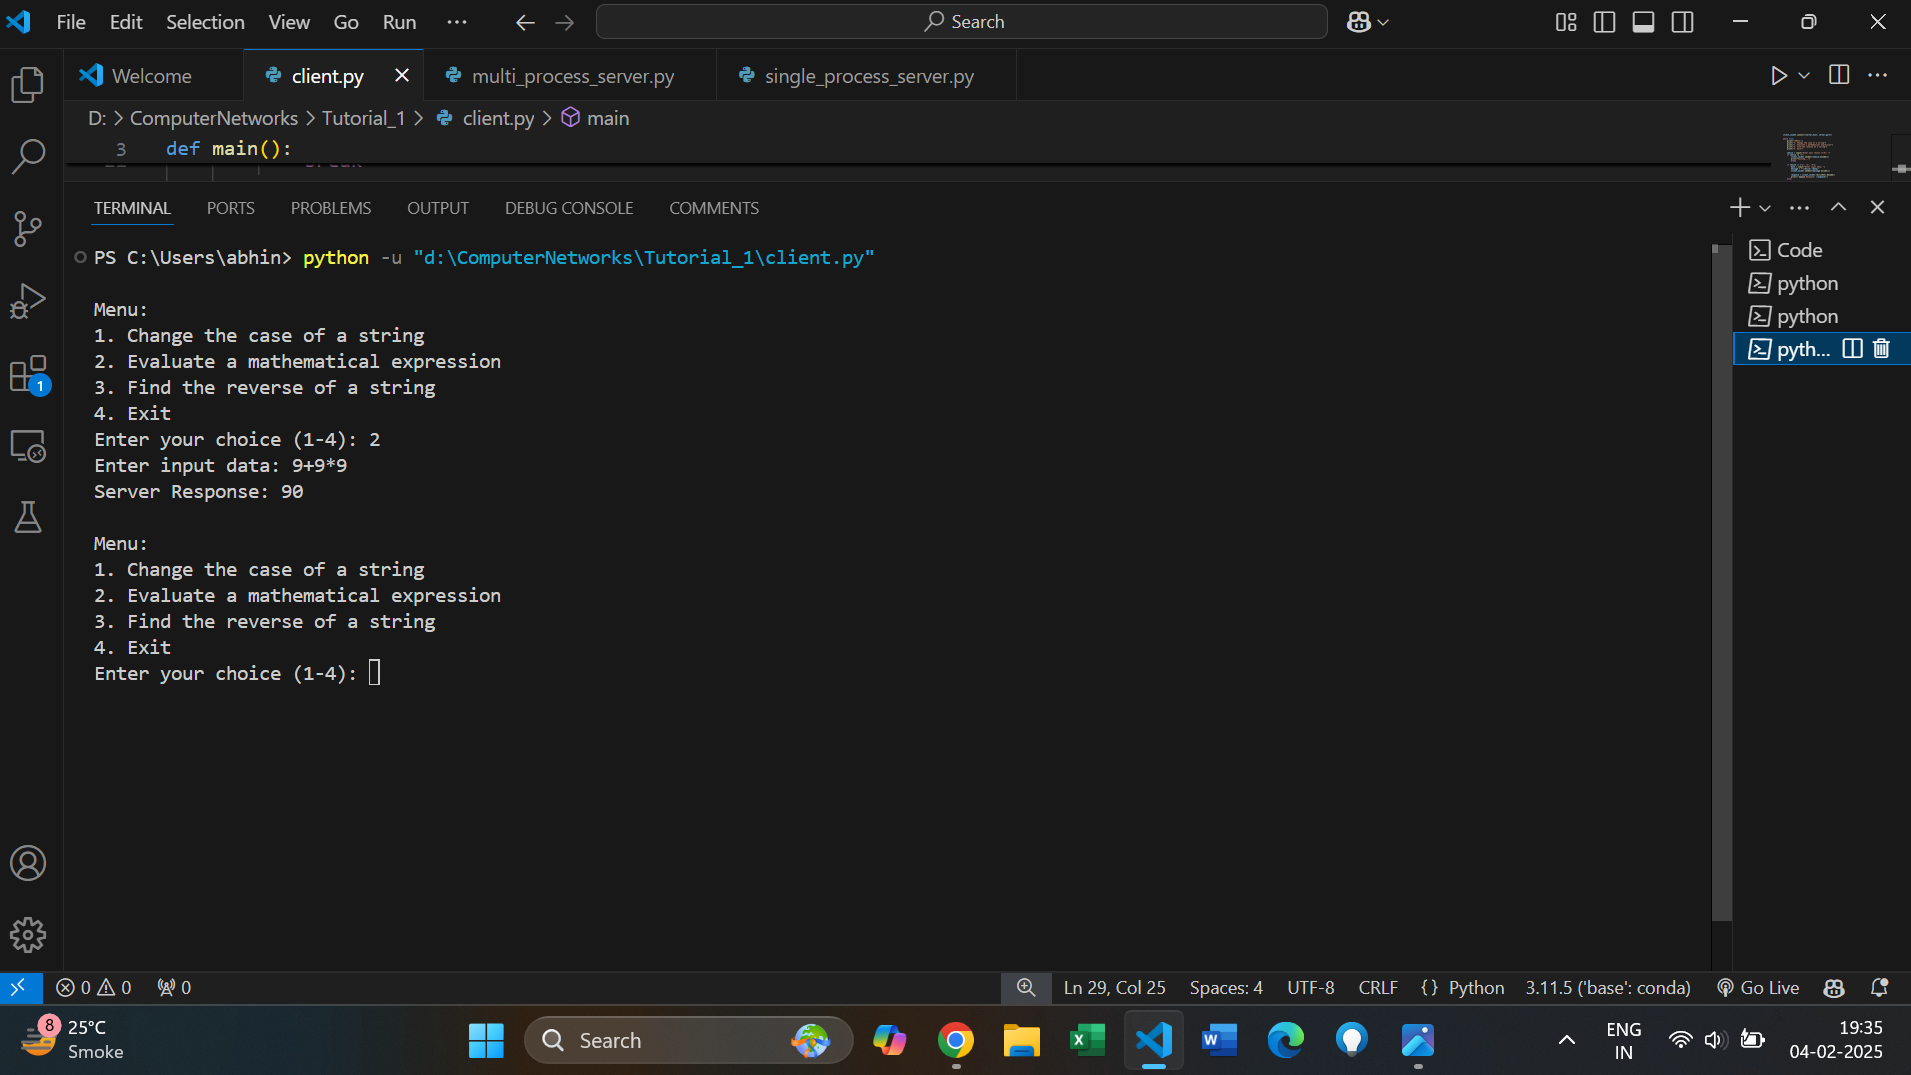 File Edit Selection View Go Run ··· Search
Welcome client.py multi_process_server.py single_process_server.py
D: > ComputerNetworks > Tutorial_1 > client.py > main
3 def main():
TERMINAL PORTS PROBLEMS OUTPUT DEBUG CONSOLE COMMENTS
PS C:\Users\abhin> python -u "d:\ComputerNetworks\Tutorial_1\client.py"
Menu:
1. Change the case of a string
2. Evaluate a mathematical expression
3. Find the reverse of a string
4. Exit
Enter your choice (1-4): 2
Enter input data: 9+9*9
Server Response: 90
Menu:
1. Change the case of a string
2. Evaluate a mathematical expression
3. Find the reverse of a string
4. Exit
Enter your choice (1-4):
Code
python
python
pyth...
1
0 0 0 Ln 29, Col 25 Spaces: 4 UTF-8 CRLF {} Python 3.11.5 ('base': conda) Go Live
8 25°C
Smoke
Search
ENG
IN
19:35
04-02-2025